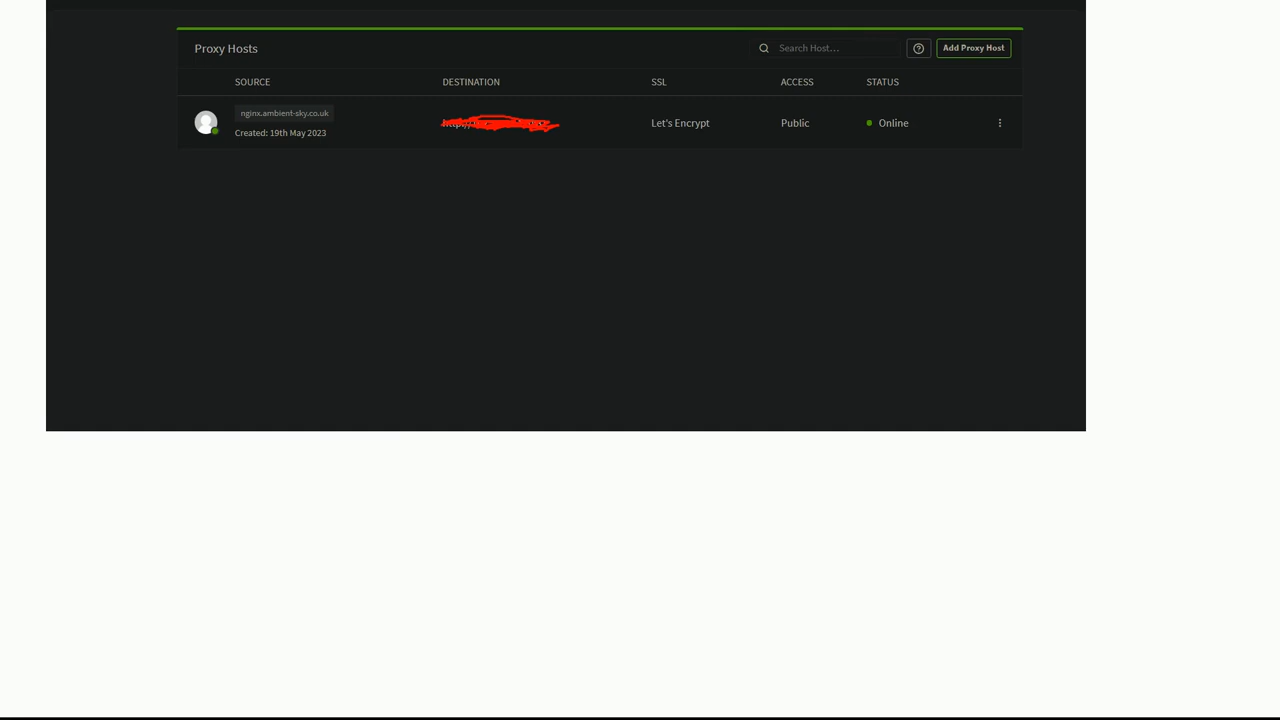 Proxy Hosts
Search Host...
Add Proxy Host
SOURCE DESTINATION SSL ACCESS STATUS
nginx.ambient-sky.co.uk
Let's Encrypt Public Online
Created: 19th May 2023